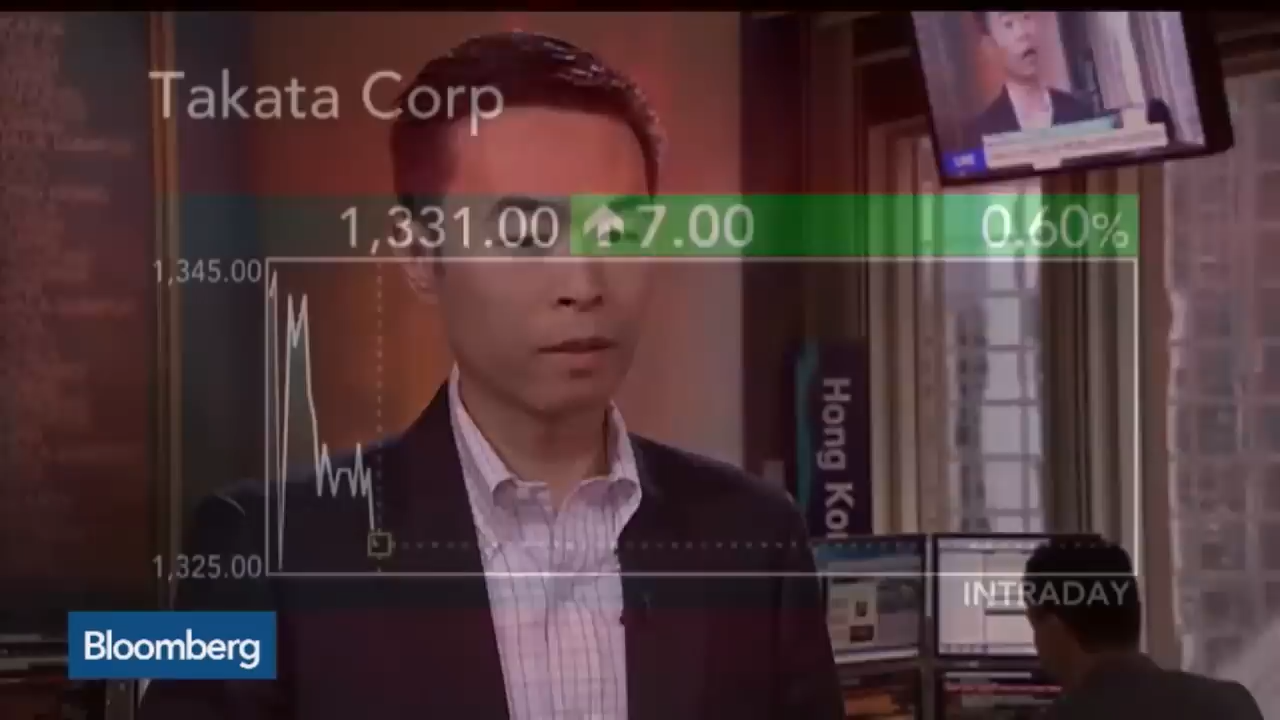 Takata Corp
1,331.00 7.00 0.60%
1,345.00
1,325.00
INTRADAY
Hong Ko
LIVE
Bloomberg